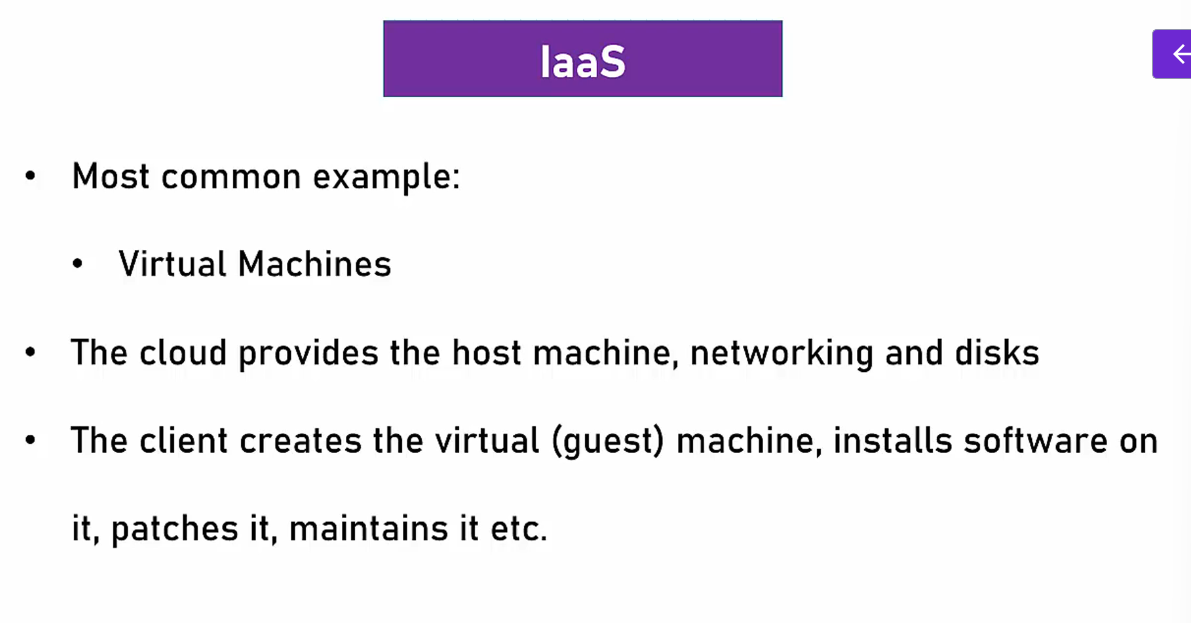 IaaS
• Most common example:
• Virtual Machines
• The cloud provides the host machine, networking and disks
• The client creates the virtual (guest) machine, installs software on
it, patches it, maintains it etc.